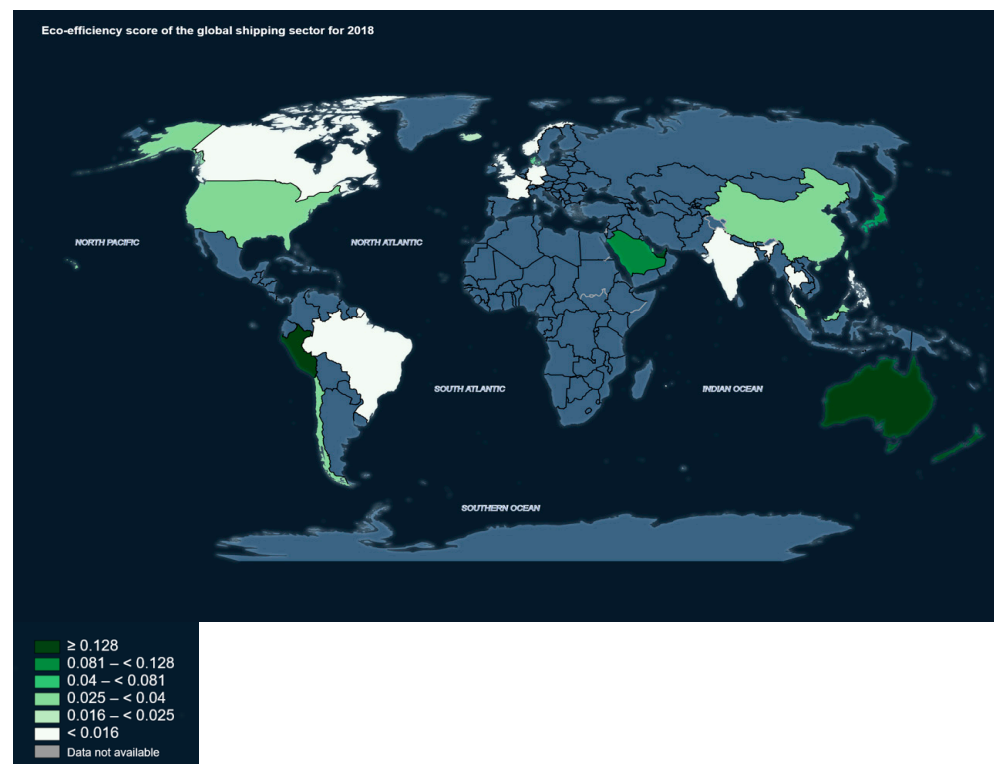 Eco-efficiency score of the global shipping sector for 2018
NORTH PACIFIC
NORTH ATLANTIC
SOUTH ATLANTIC
INDIAN OCEAN
SOUTHERN OCEAN
≥ 0.128
0.081 – < 0.128
0.04 – < 0.081
0.025 – < 0.04
0.016 – < 0.025
< 0.016
Data not available